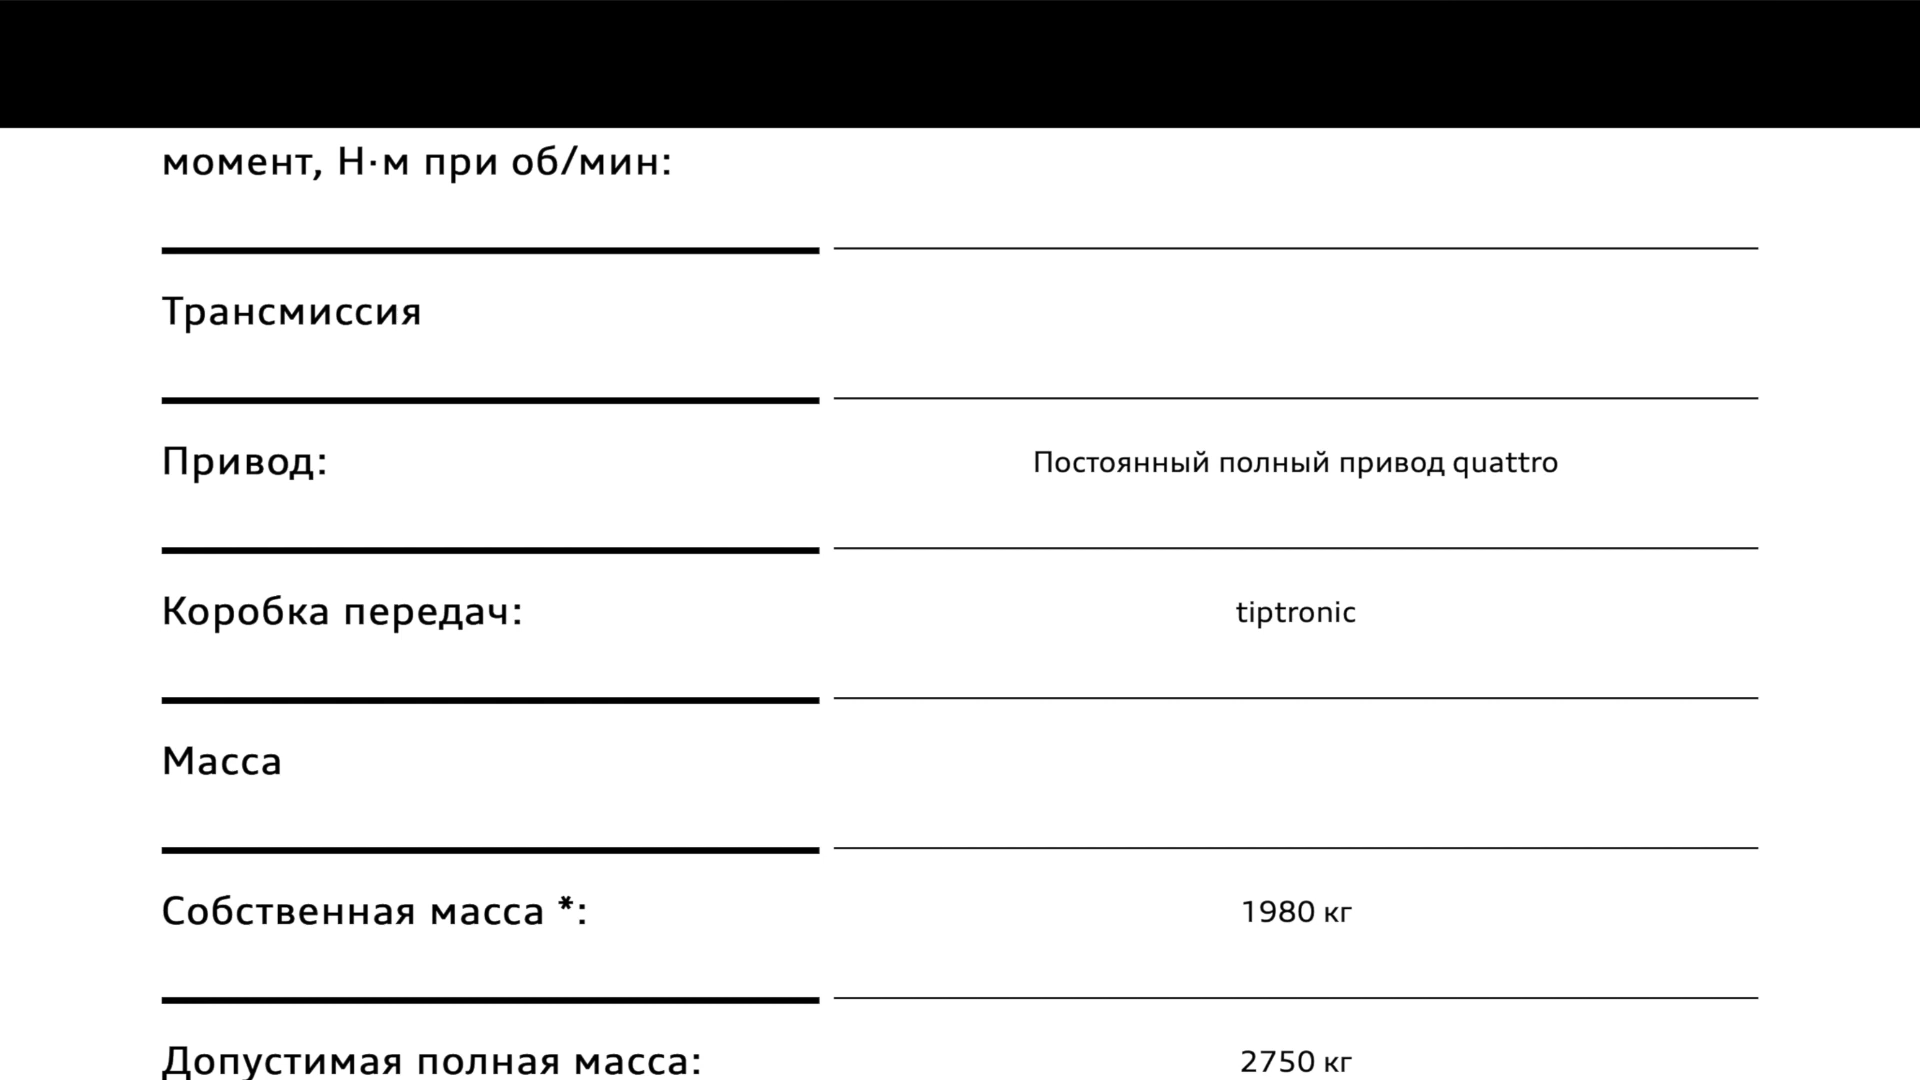 момент, Н·м при об/мин:
Трансмиссия
Привод: Постоянный полный привод quattro
Коробка передач: tiptronic
Масса
Собственная масса *: 1980 кг
Допустимая полная масса: 2750 кг